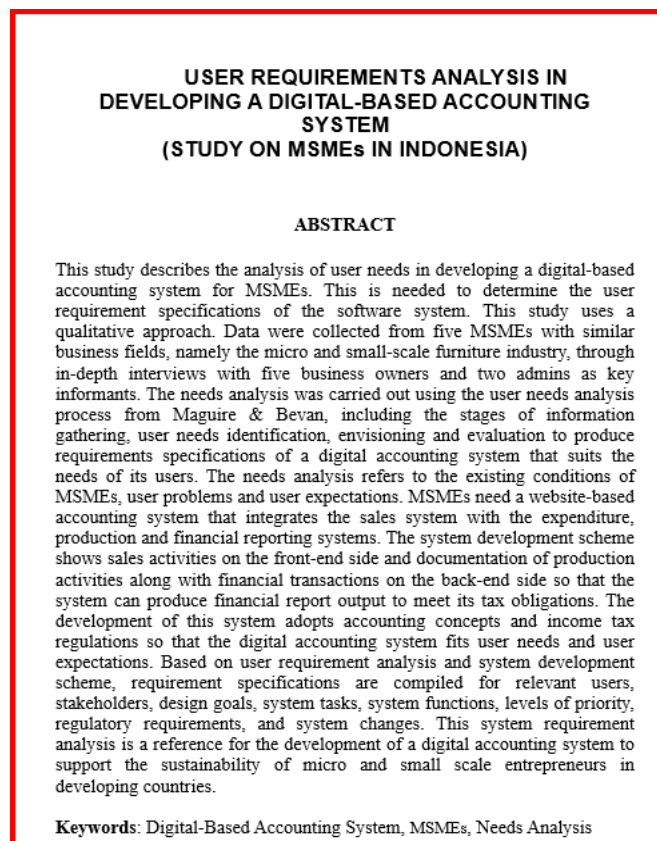 USER REQUIREMENTS ANALYSIS IN
DEVELOPING A DIGITAL-BASED ACCOUNTING
SYSTEM
(STUDY ON MSMEs IN INDONESIA)
ABSTRACT
This study describes the analysis of user needs in developing a digital-based
accounting system for MSMEs. This is needed to determine the user
requirement specifications of the software system. This study uses a
qualitative approach. Data were collected from five MSMEs with similar
business fields, namely the micro and small-scale furniture industry, through
in-depth interviews with five business owners and two admins as key
informants. The needs analysis was carried out using the user needs analysis
process from Maguire & Bevan, including the stages of information
gathering, user needs identification, envisioning and evaluation to produce
requirements specifications of a digital accounting system that suits the
needs of its users. The needs analysis refers to the existing conditions of
MSMEs, user problems and user expectations. MSMEs need a website-based
accounting system that integrates the sales system with the expenditure,
production and financial reporting systems. The system development scheme
shows sales activities on the front-end side and documentation of production
activities along with financial transactions on the back-end side so that the
system can produce financial report output to meet its tax obligations. The
development of this system adopts accounting concepts and income tax
regulations so that the digital accounting system fits user needs and user
expectations. Based on user requirement analysis and system development
scheme, requirement specifications are compiled for relevant users,
stakeholders, design goals, system tasks, system functions, levels of priority,
regulatory requirements, and system changes. This system requirement
analysis is a reference for the development of a digital accounting system to
support the sustainability of micro and small scale entrepreneurs in
developing countries.
Keywords: Digital-Based Accounting System, MSMEs, Needs Analysis